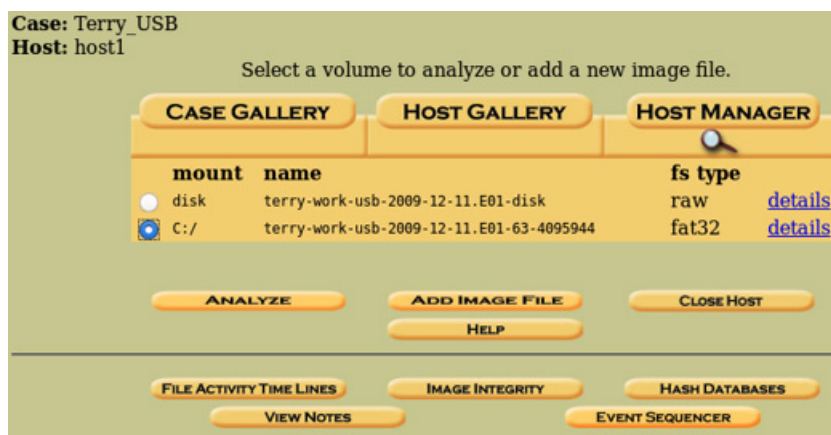 Case: Terry_USB
Host: host1
Select a volume to analyze or add a new image file.
CASE GALLERY HOST GALLERY HOST MANAGER
mount name fs type
disk terry-work-usb-2009-12-11.E01-disk raw details
C:/ terry-work-usb-2009-12-11.E01-63-4095944 fat32 details
ANALYZE ADD IMAGE FILE CLOSE HOST
HELP
FILE ACTIVITY TIME LINES IMAGE INTEGRITY HASH DATABASES
VIEW NOTES EVENT SEQUENCER